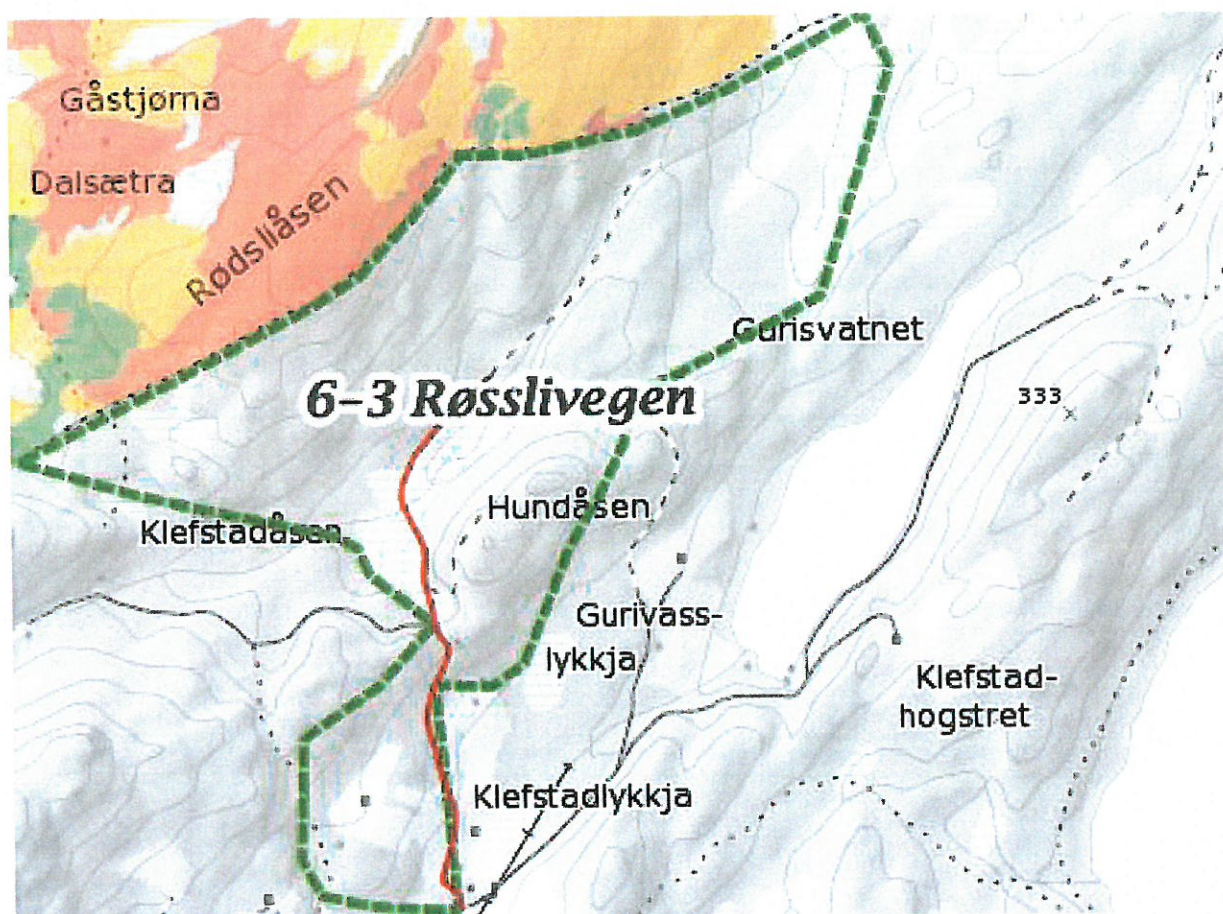 Gåstjørna
Dalsætra
Rødsliåsen
Gurisvatnet
6-3 Røsslivegen
333
Hundåsen
Klefstadåsen
Gurivass-
lykkja
Klefstad-
hogstret
Klefstadlykkja